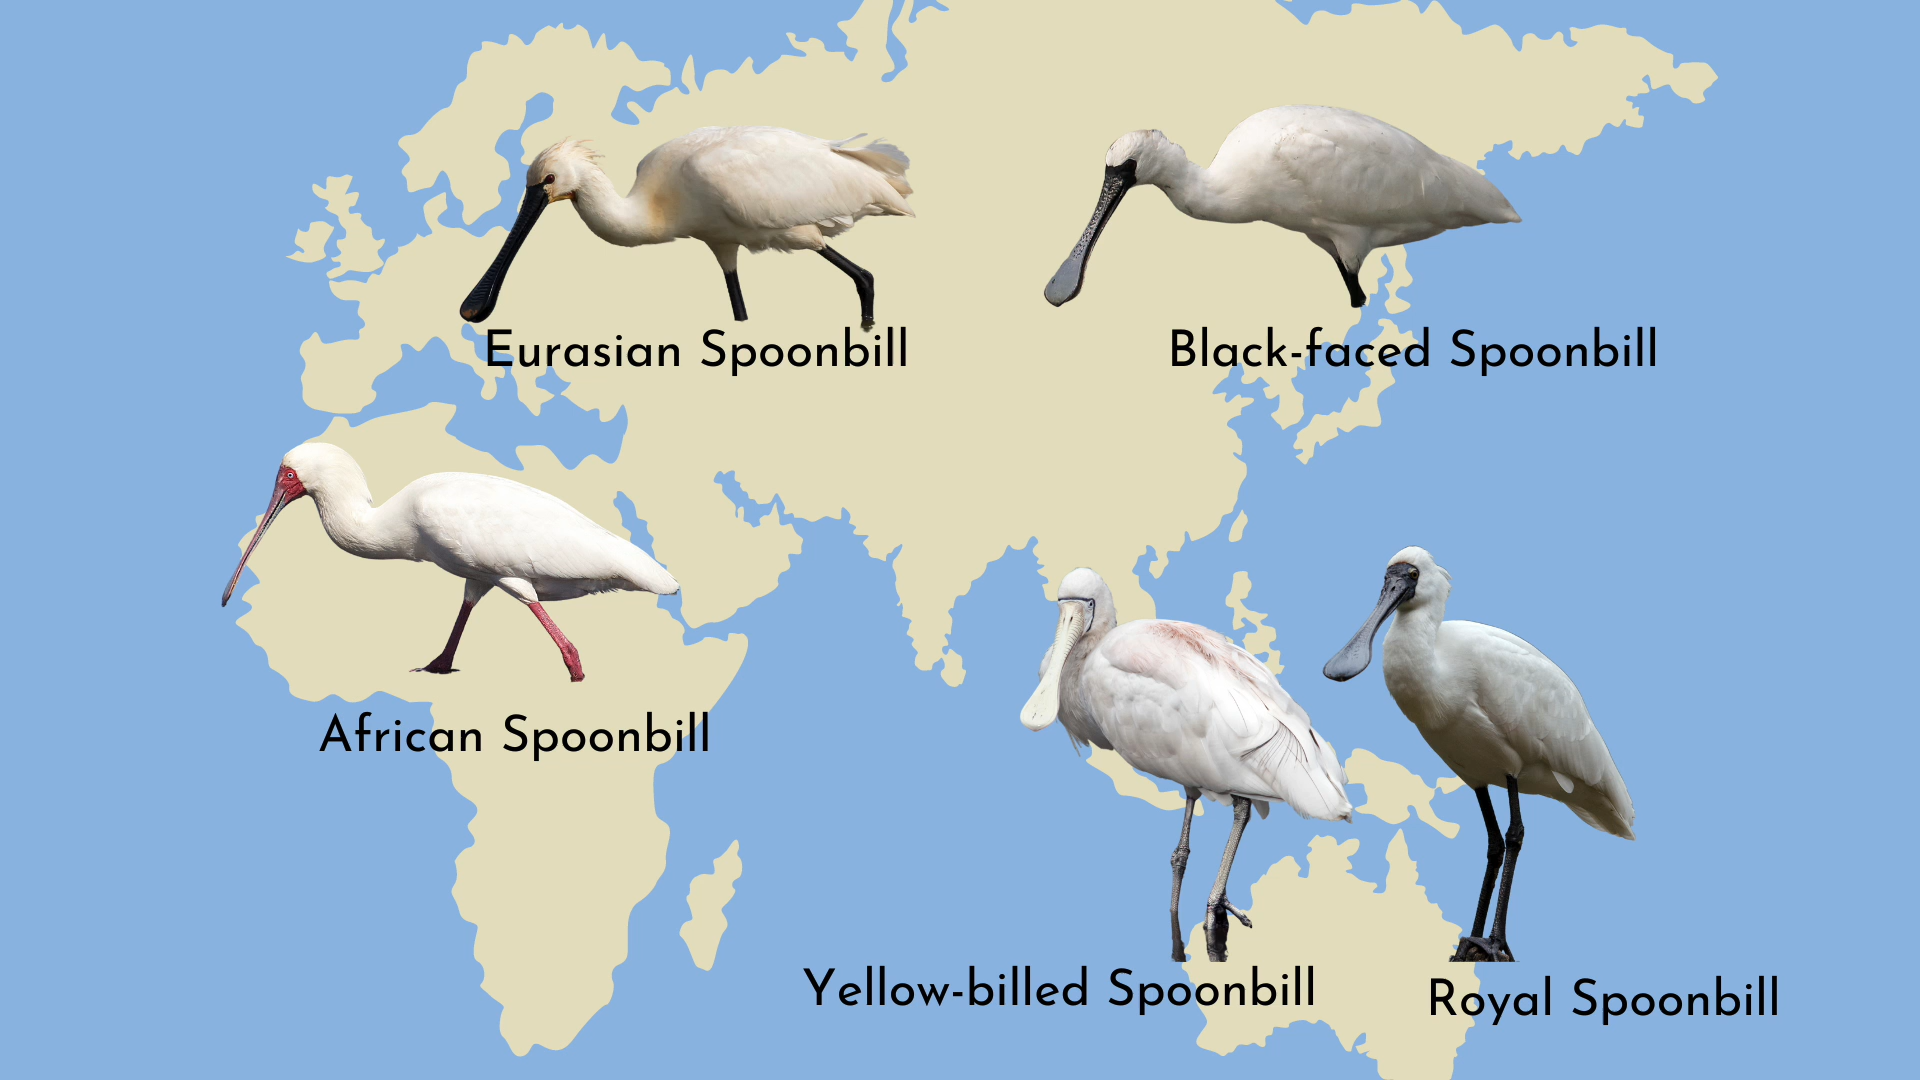 Eurasian Spoonbill
Black-faced Spoonbill
African Spoonbill
Yellow-billed Spoonbill
Royal Spoonbill